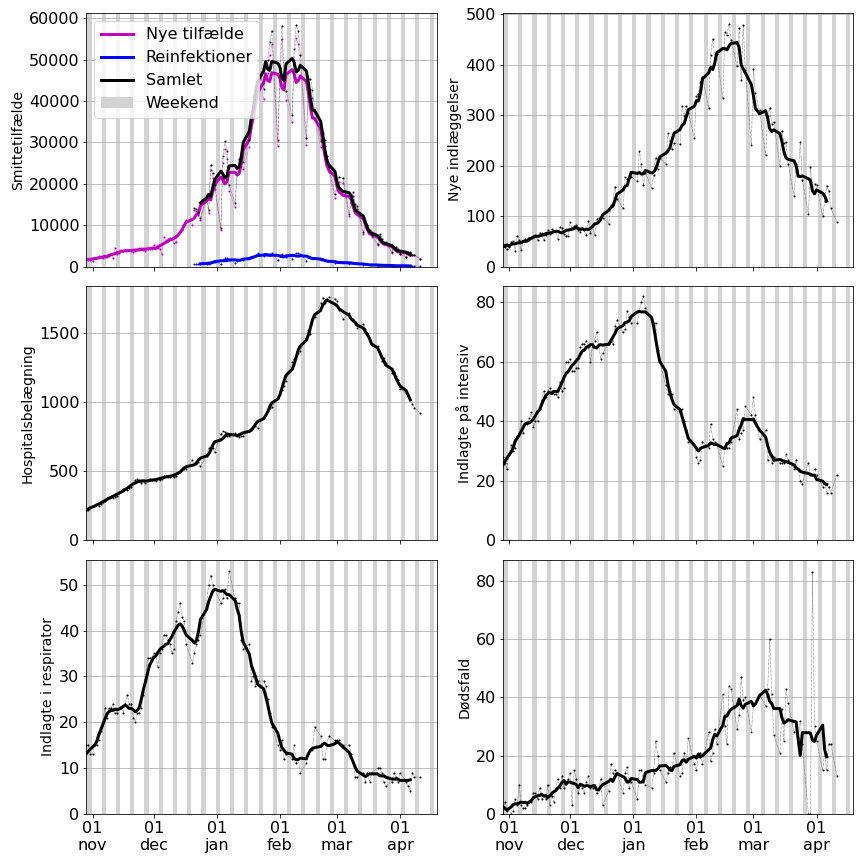 60000
50000
40000
30000
20000
10000
0
Smittetilfælde
Nye tilfælde
Reinfektioner
Samlet
Weekend
500
400
300
200
100
0
Nye indlæggelser
1500
1000
500
0
Hospitalsbelægning
80
60
40
20
0
Indlagte på intensiv
50
40
30
20
10
0
Indlagte i respirator
01 01 01 01 01 01
nov dec jan feb mar apr
80
60
40
20
0
Dødsfald
01 01 01 01 01 01
nov dec jan feb mar apr